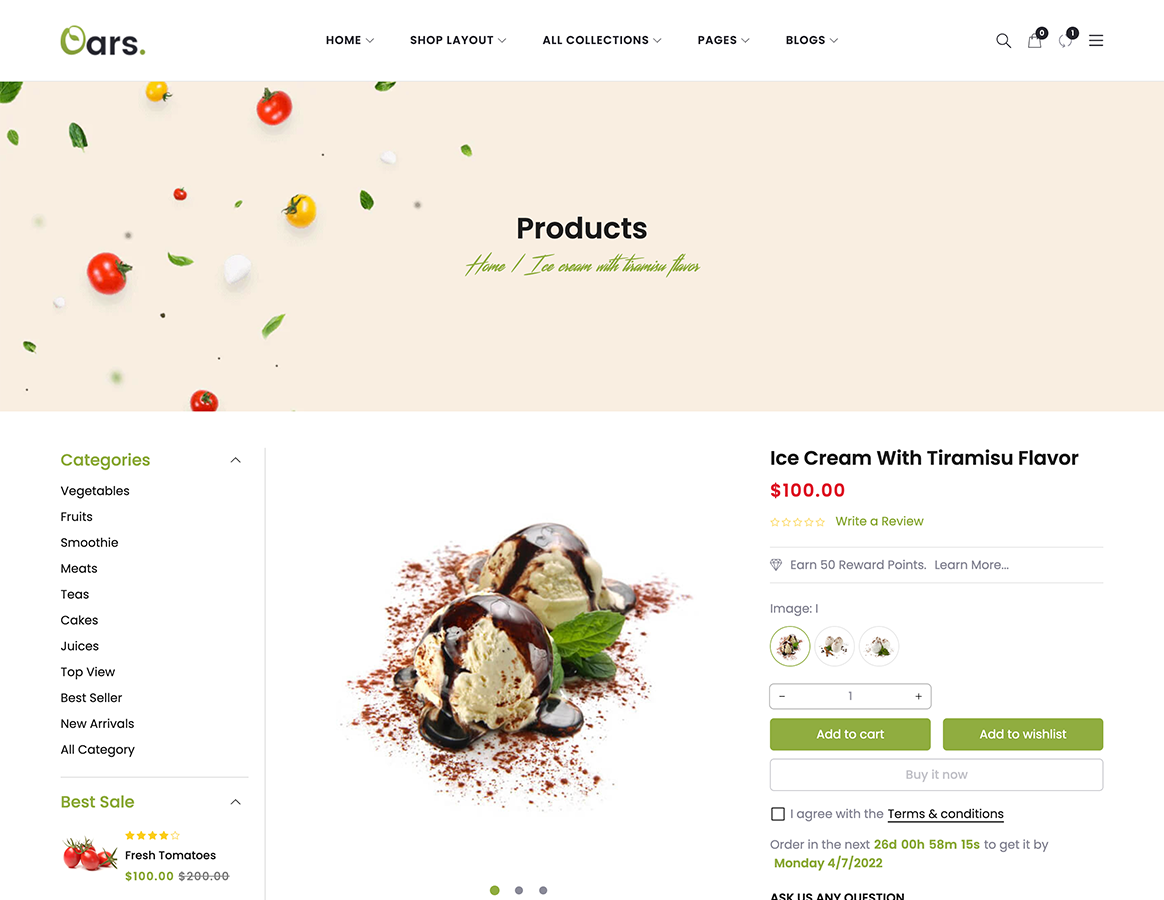 Oars.
HOME SHOP LAYOUT ALL COLLECTIONS PAGES BLOGS
0 1
Products
Home / Ice cream with tiramisu flavor
Categories
Vegetables
Fruits
Smoothie
Meats
Teas
Cakes
Juices
Top View
Best Seller
New Arrivals
All Category
Best Sale
Fresh Tomatoes
$100.00 $200.00
Ice Cream With Tiramisu Flavor
$100.00
Write a Review
Earn 50 Reward Points. Learn More...
Image: I
− 1 +
Add to cart Add to wishlist
Buy it now
I agree with the Terms & conditions
Order in the next 26d 00h 58m 15s to get it by
Monday 4/7/2022
ASK US ANY QUESTION